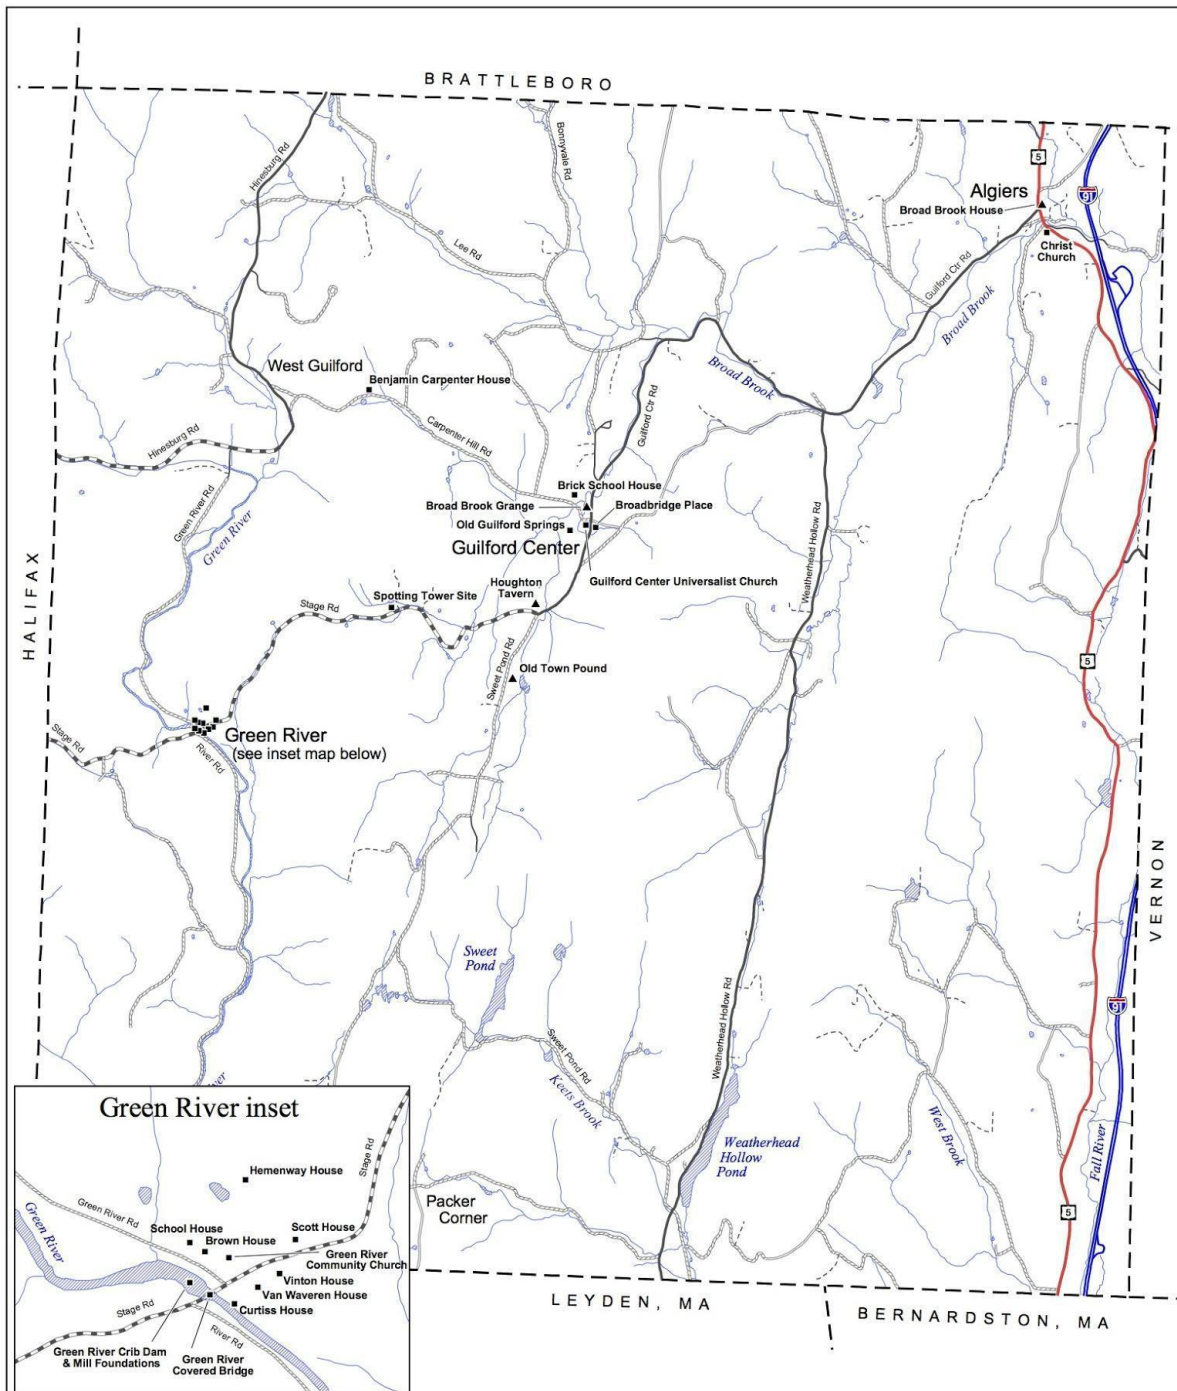 BRATTLEBORO
Hinesburg Rd
Bonnyvale Rd
5
91
Algiers
Broad Brook House
Christ
Church
Lee Rd
Guilford Ctr Rd
Broad Brook
West Guilford
Benjamin Carpenter House
Broad
Brook
Guilford Ctr Rd
Carpenter Hill Rd
Hinesburg Rd
Green River Rd
Green River
Brick School House
Broad Brook Grange
Broadbridge Place
Old Guilford Springs
Guilford Center
Weatherhead Hollow Rd
HALIFAX
Guilford Center Universalist Church
Houghton
Tavern
Spotting Tower Site
Stage Rd
Sweet Pond Rd
Old Town Pound
5
Stage Rd
Green River
(see inset map below)
River Rd
VERNON
Sweet
Pond
Weatherhead Hollow Rd
91
Sweet Pond Rd
Keets Brook
West Brook
Fall River
Weatherhead
Hollow
Pond
Packer
Corner
5
LEYDEN, MA
BERNARDSTON, MA
Green River inset
Hemenway House
Stage Rd
Green River Rd
Green River
School House
Scott House
Brown House
Green River
Community Church
Vinton House
Van Waveren House
Curtiss House
Stage Rd
River Rd
Green River Crib Dam
& Mill Foundations
Green River
Covered Bridge